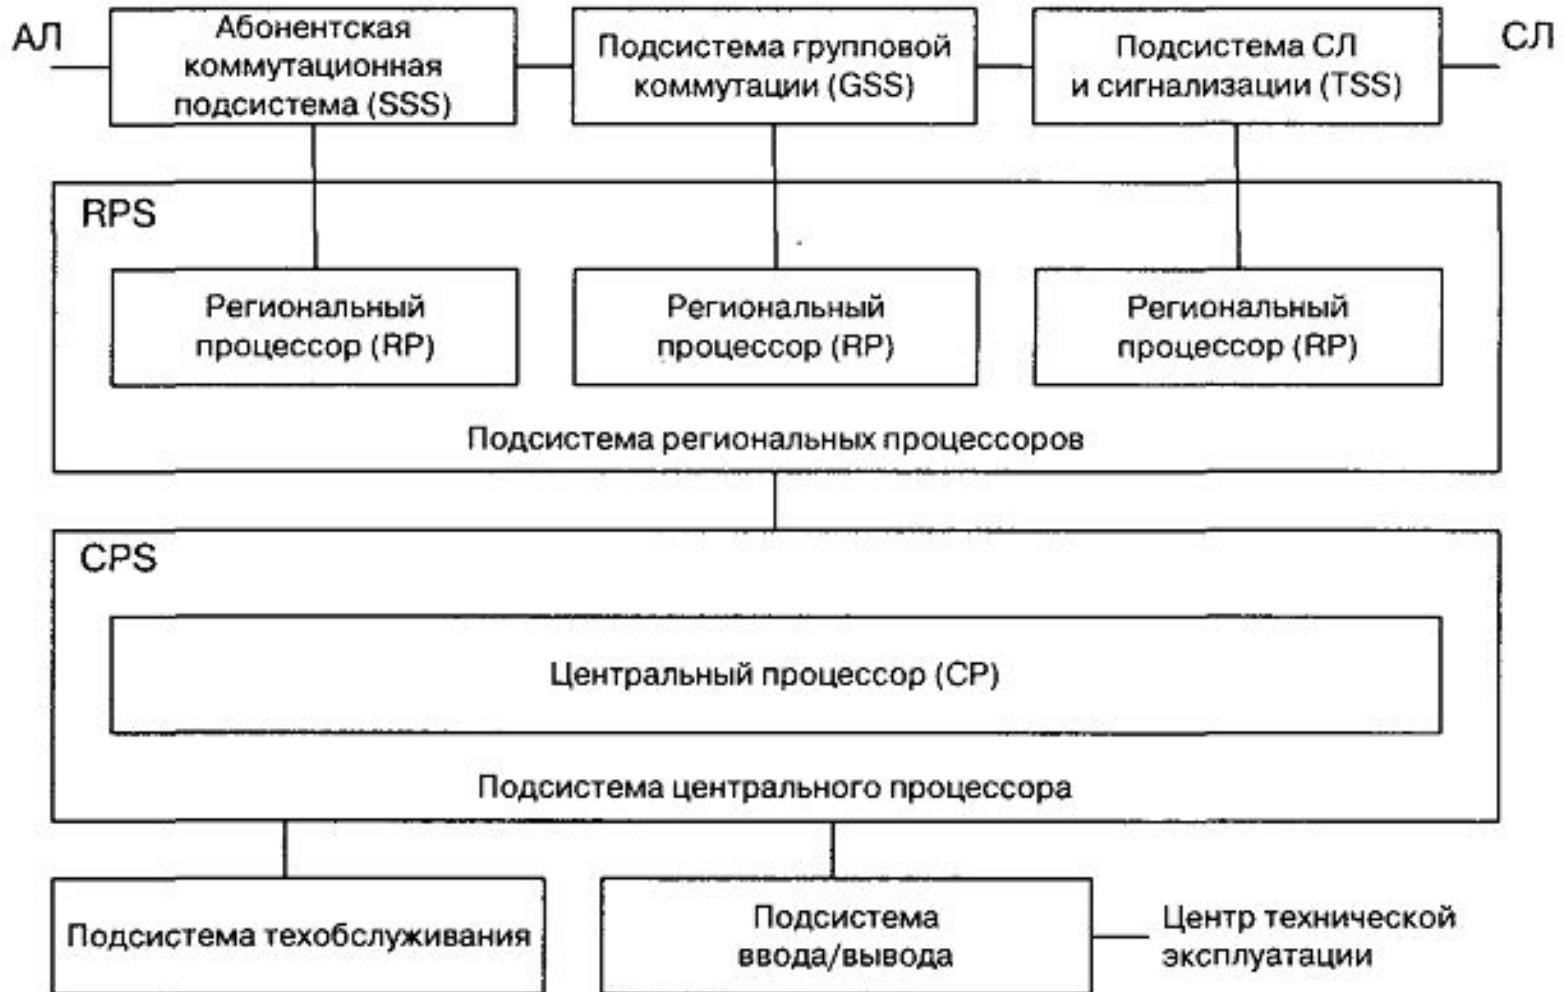 АЛ
Абонентская
коммутационная
подсистема (SSS)
Подсистема групповой
коммутации (GSS)
Подсистема СЛ
и сигнализации (TSS)
СЛ
RPS
Региональный
процессор (RP)
Региональный
процессор (RP)
Региональный
процессор (RP)
Подсистема региональных процессоров
CPS
Центральный процессор (CP)
Подсистема центрального процессора
Подсистема техобслуживания
Подсистема
ввода/вывода
Центр технической
эксплуатации